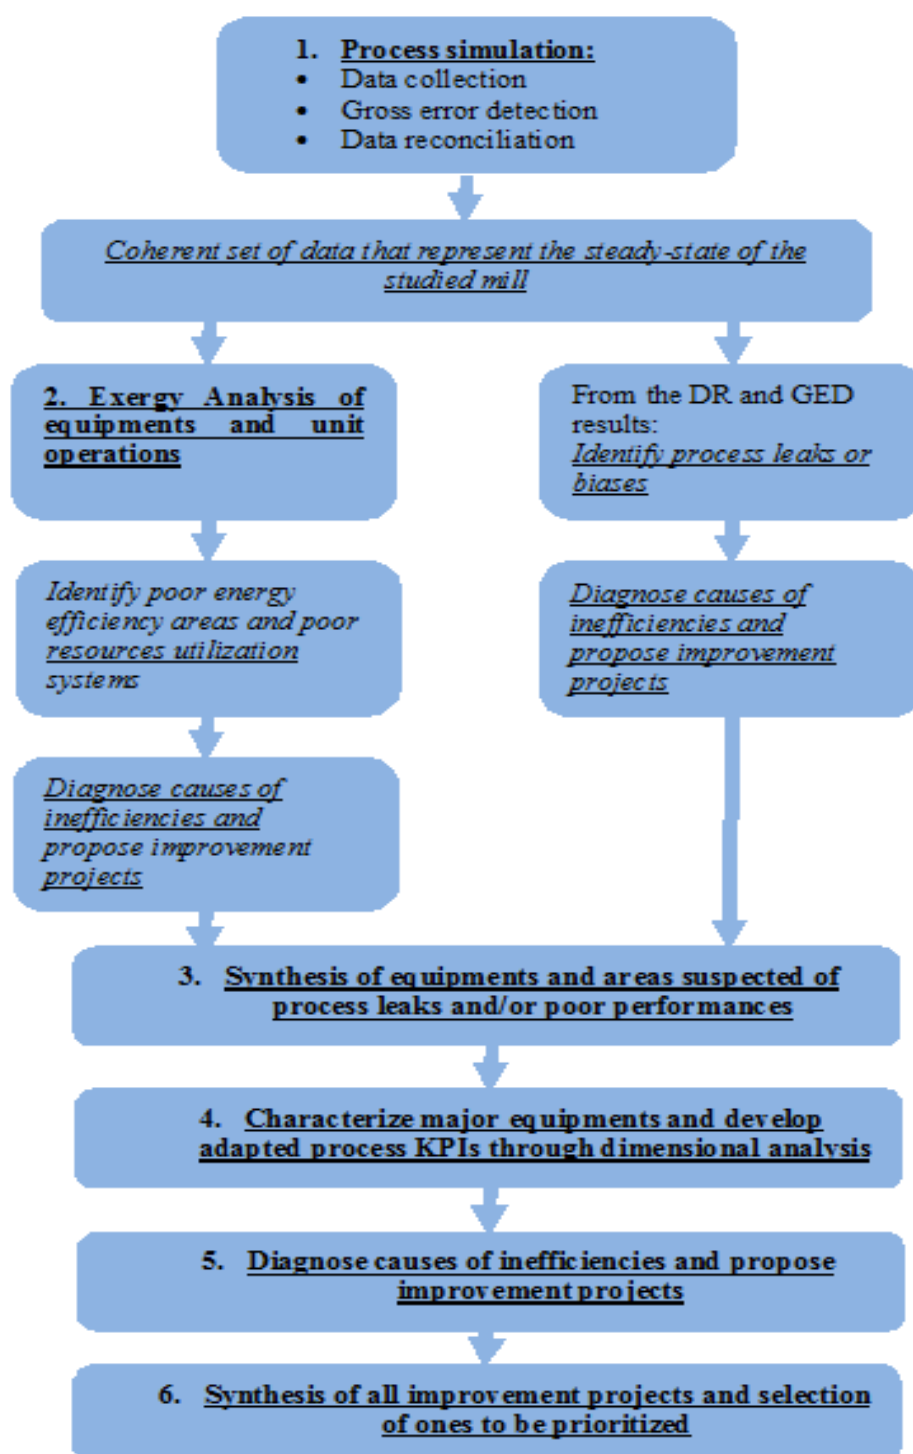 1. Process simulation:
• Data collection
• Gross error detection
• Data reconciliation
Coherent set of data that represent the steady-state of the
studied mill
2. Exergy Analysis of
equipments and unit
operations
From the DR and GED
results:
Identify process leaks or
biases
Identify poor energy
efficiency areas and poor
resources utilization
systems
Diagnose causes of
inefficiencies and
propose improvement
projects
Diagnose causes of
inefficiencies and
propose improvement
projects
3. Synthesis of equipments and areas suspected of
process leaks and/or poor performances
4. Characterize major equipments and develop
adapted process KPIs through dimensional analysis
5. Diagnose causes of inefficiencies and propose
improvement projects
6. Synthesis of all improvement projects and selection
of ones to be prioritized